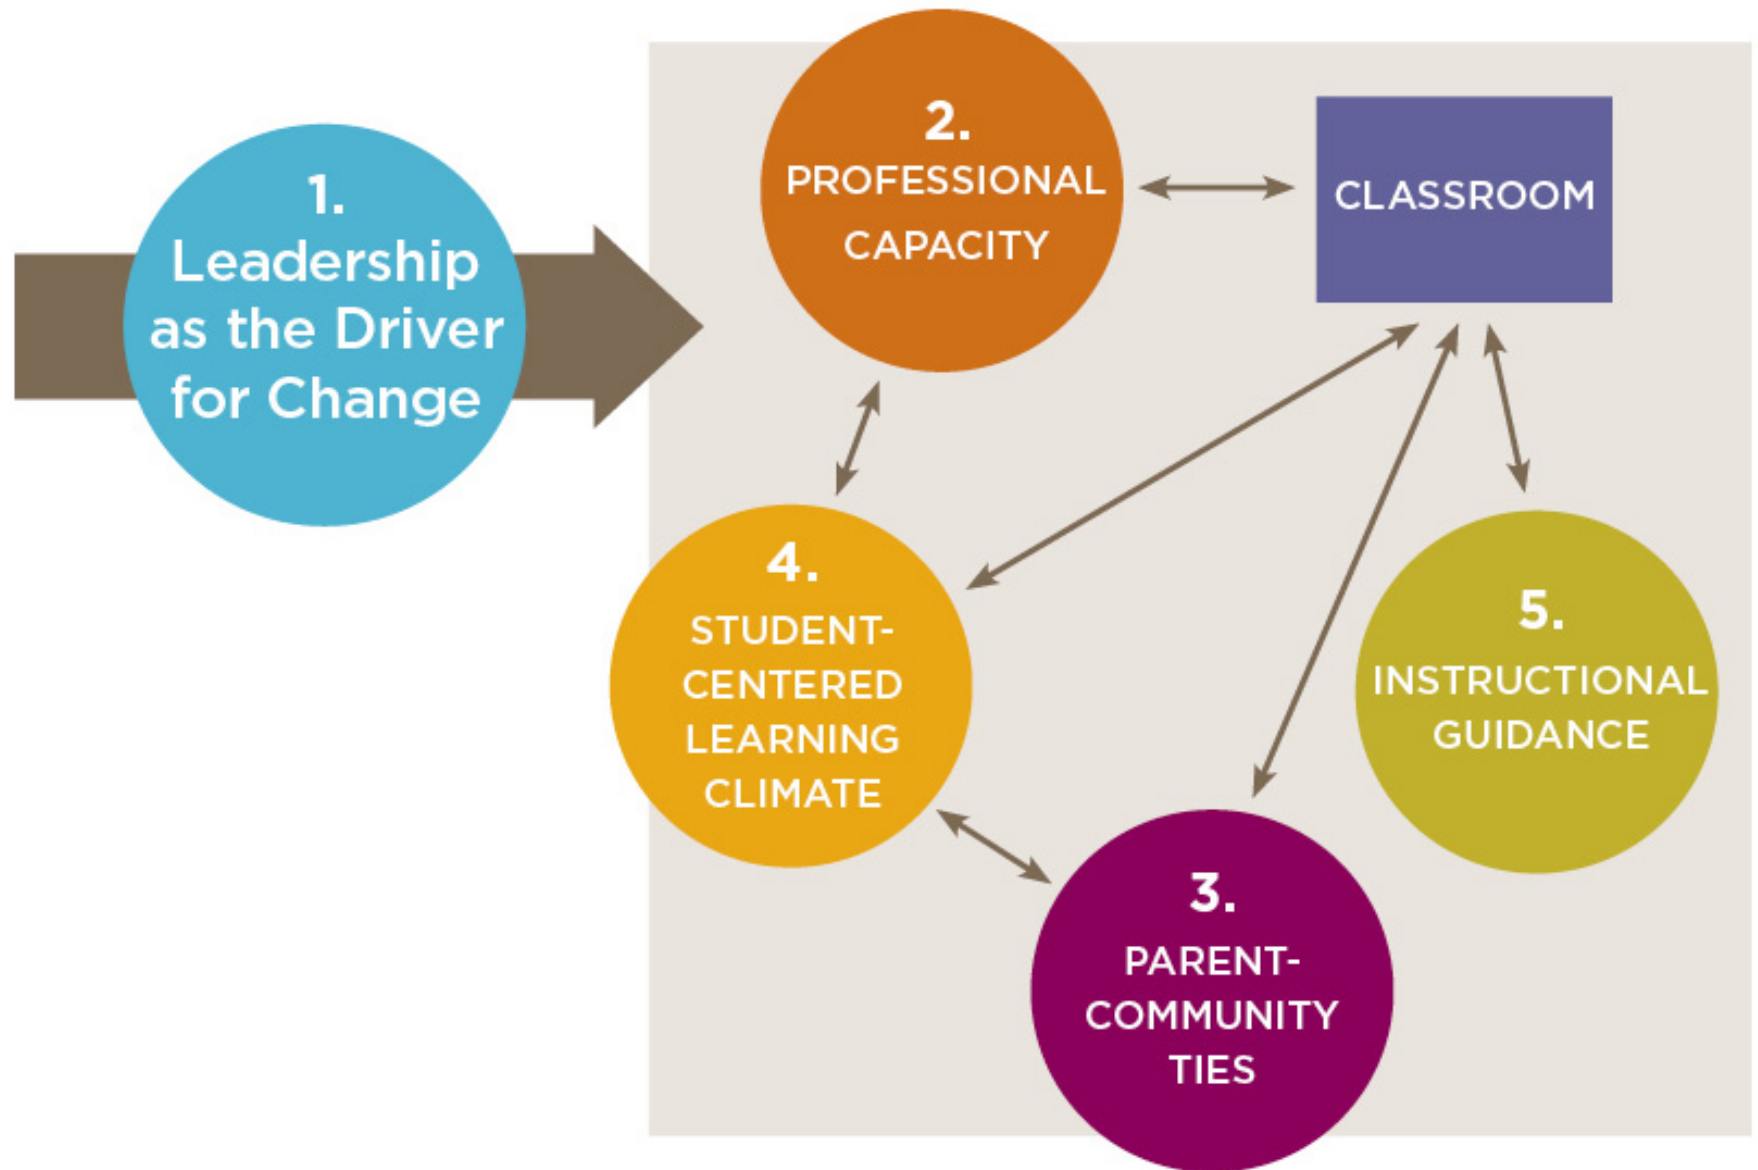 1.
Leadership
as the Driver
for Change
2.
PROFESSIONAL
CAPACITY
CLASSROOM
4.
STUDENT-
CENTERED
LEARNING
CLIMATE
5.
INSTRUCTIONAL
GUIDANCE
3.
PARENT-
COMMUNITY
TIES